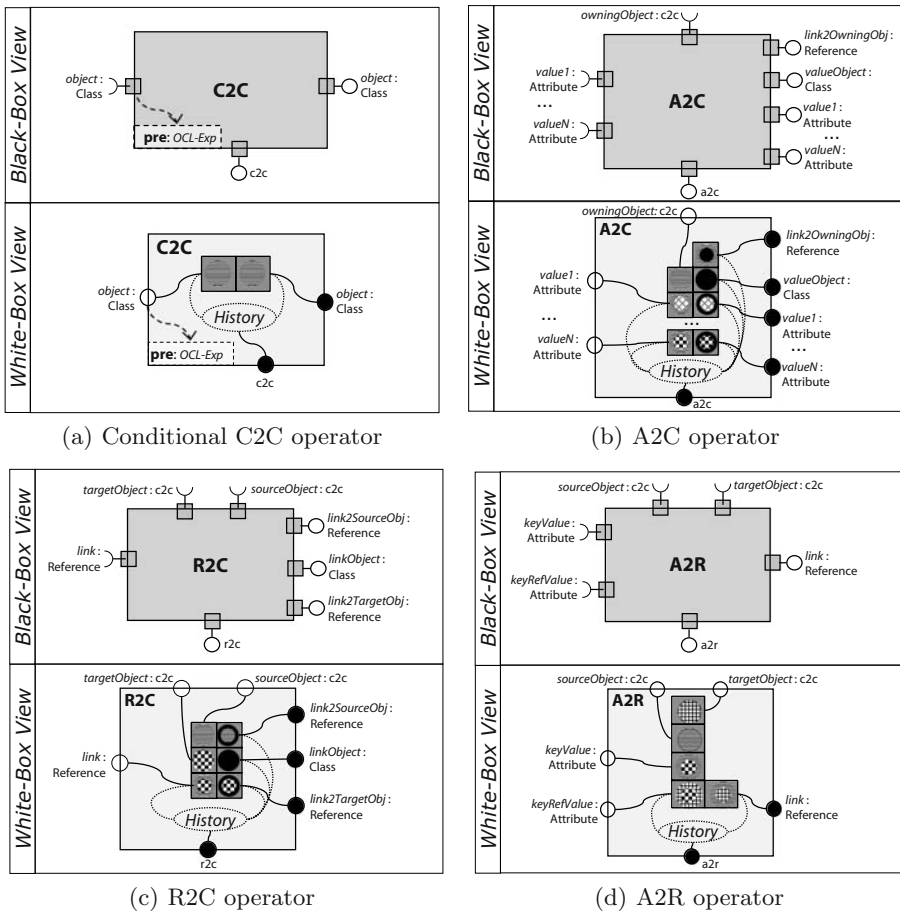 Black-Box View
object:
Class
C2C
object:
Class
pre: OCL-Exp
c2c
White-Box View
C2C
object:
Class
History
object:
Class
pre: OCL-Exp
c2c
(a) Conditional C2C operator
Black-Box View
owningObject: c2c
link2OwningObj:
Reference
value1:
Attribute
...
valueN:
Attribute
A2C
valueObject:
Class
value1:
Attribute
...
valueN:
Attribute
a2c
White-Box View
owningObject: c2c
A2C
link2OwningObj:
Reference
value1:
Attribute
...
valueN:
Attribute
valueObject:
Class
value1:
Attribute
...
valueN:
Attribute
...
History
a2c
(b) A2C operator
Black-Box View
targetObject: c2c
sourceObject: c2c
link:
Reference
R2C
link2SourceObj:
Reference
linkObject:
Class
link2TargetObj:
Reference
r2c
White-Box View
targetObject: c2c
sourceObject: c2c
R2C
link:
Reference
link2SourceObj:
Reference
linkObject:
Class
link2TargetObj:
Reference
History
r2c
(c) R2C operator
Black-Box View
sourceObject: c2c
targetObject: c2c
keyValue:
Attribute
keyRefValue:
Attribute
A2R
link:
Reference
a2r
White-Box View
sourceObject: c2c
targetObject: c2c
A2R
keyValue:
Attribute
keyRefValue:
Attribute
link:
Reference
History
a2r
(d) A2R operator